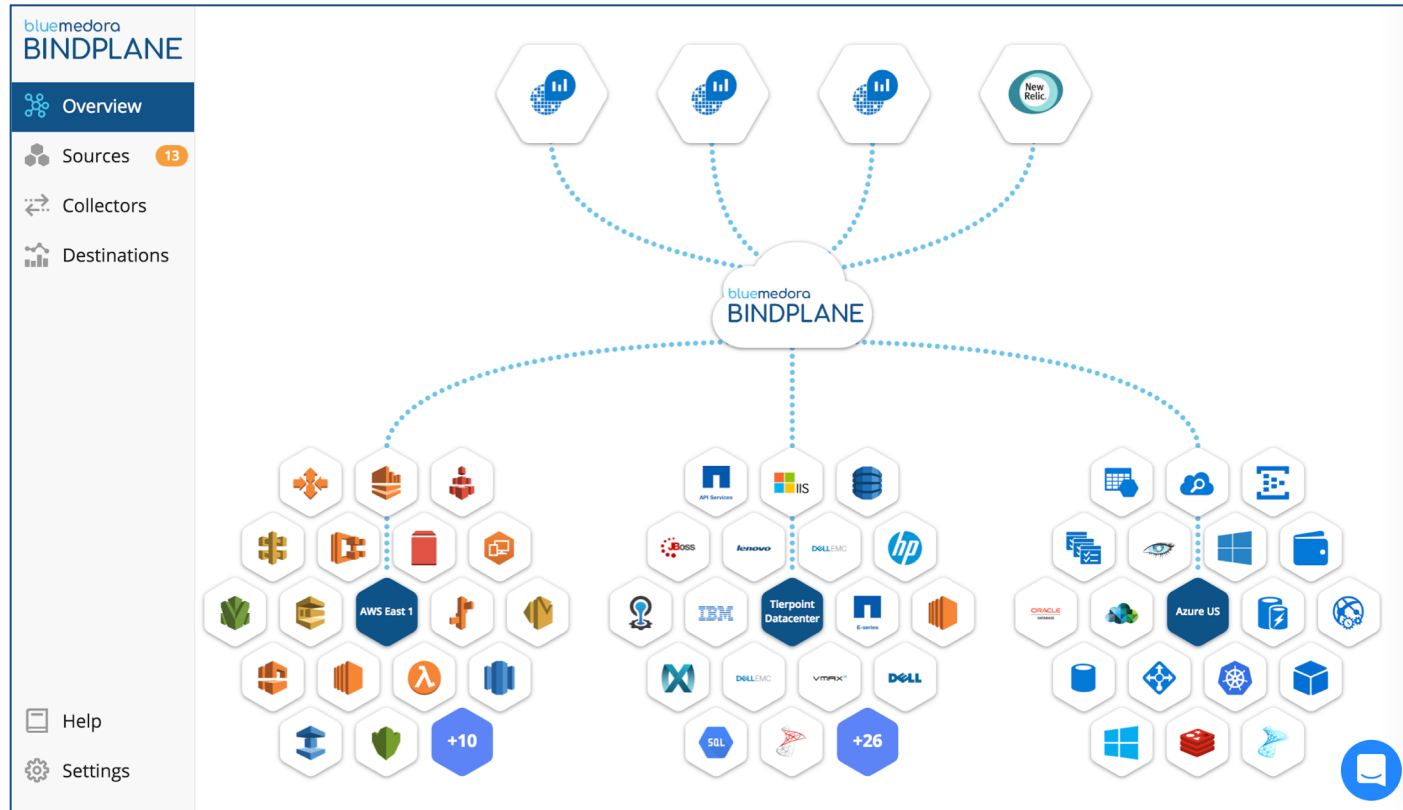 bluemedora
BINDPLANE
Overview
Sources 13
Collectors
Destinations
Help
Settings
New
Relic.
bluemedora
BINDPLANE
AWS East 1
+10
API Services
IIS
JBoss
lenovo
DELLEMC
hp
IBM
Tierpoint
Datacenter
E-series
DELLEMC
VMAX
DELL
SQL
+26
ORACLE
DATABASE
Azure US